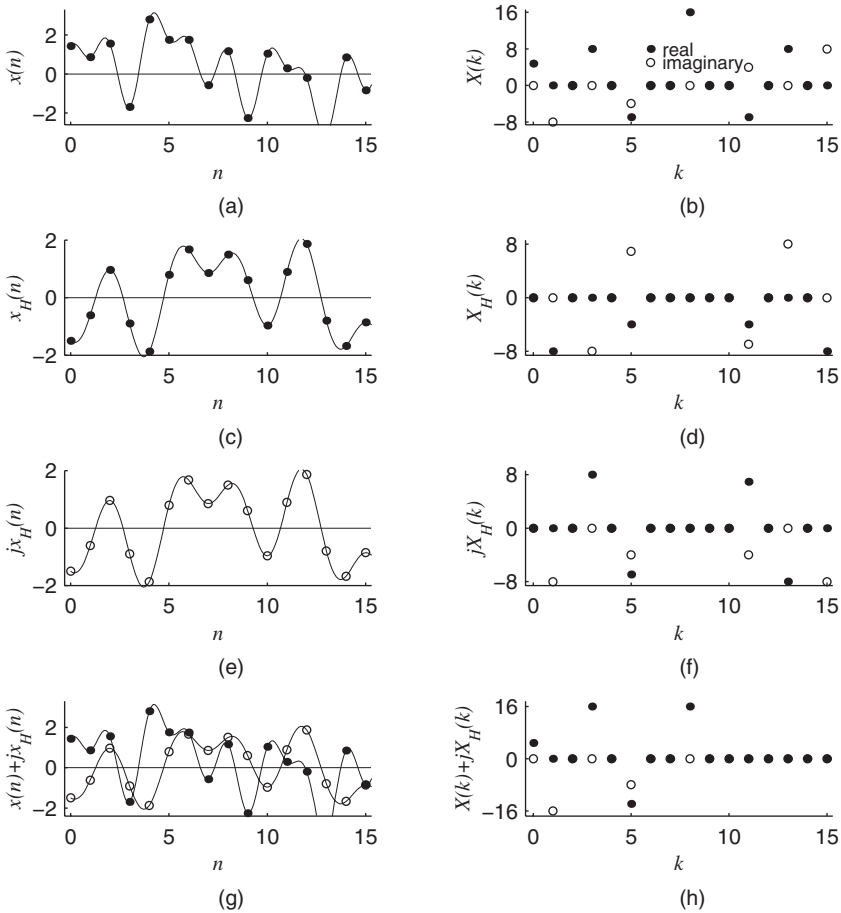 x(n)
2
0
−2
0 5 10 15
n
(a)
X(k)
16
8
0
−8
real
imaginary
0 5 10 15
k
(b)
x_H(n)
2
0
−2
0 5 10 15
n
(c)
X_H(k)
8
0
−8
0 5 10 15
k
(d)
jx_H(n)
2
0
−2
0 5 10 15
n
(e)
jX_H(k)
8
0
−8
0 5 10 15
k
(f)
x(n)+jx_H(n)
2
0
−2
0 5 10 15
n
(g)
X(k)+jX_H(k)
16
0
−16
0 5 10 15
k
(h)